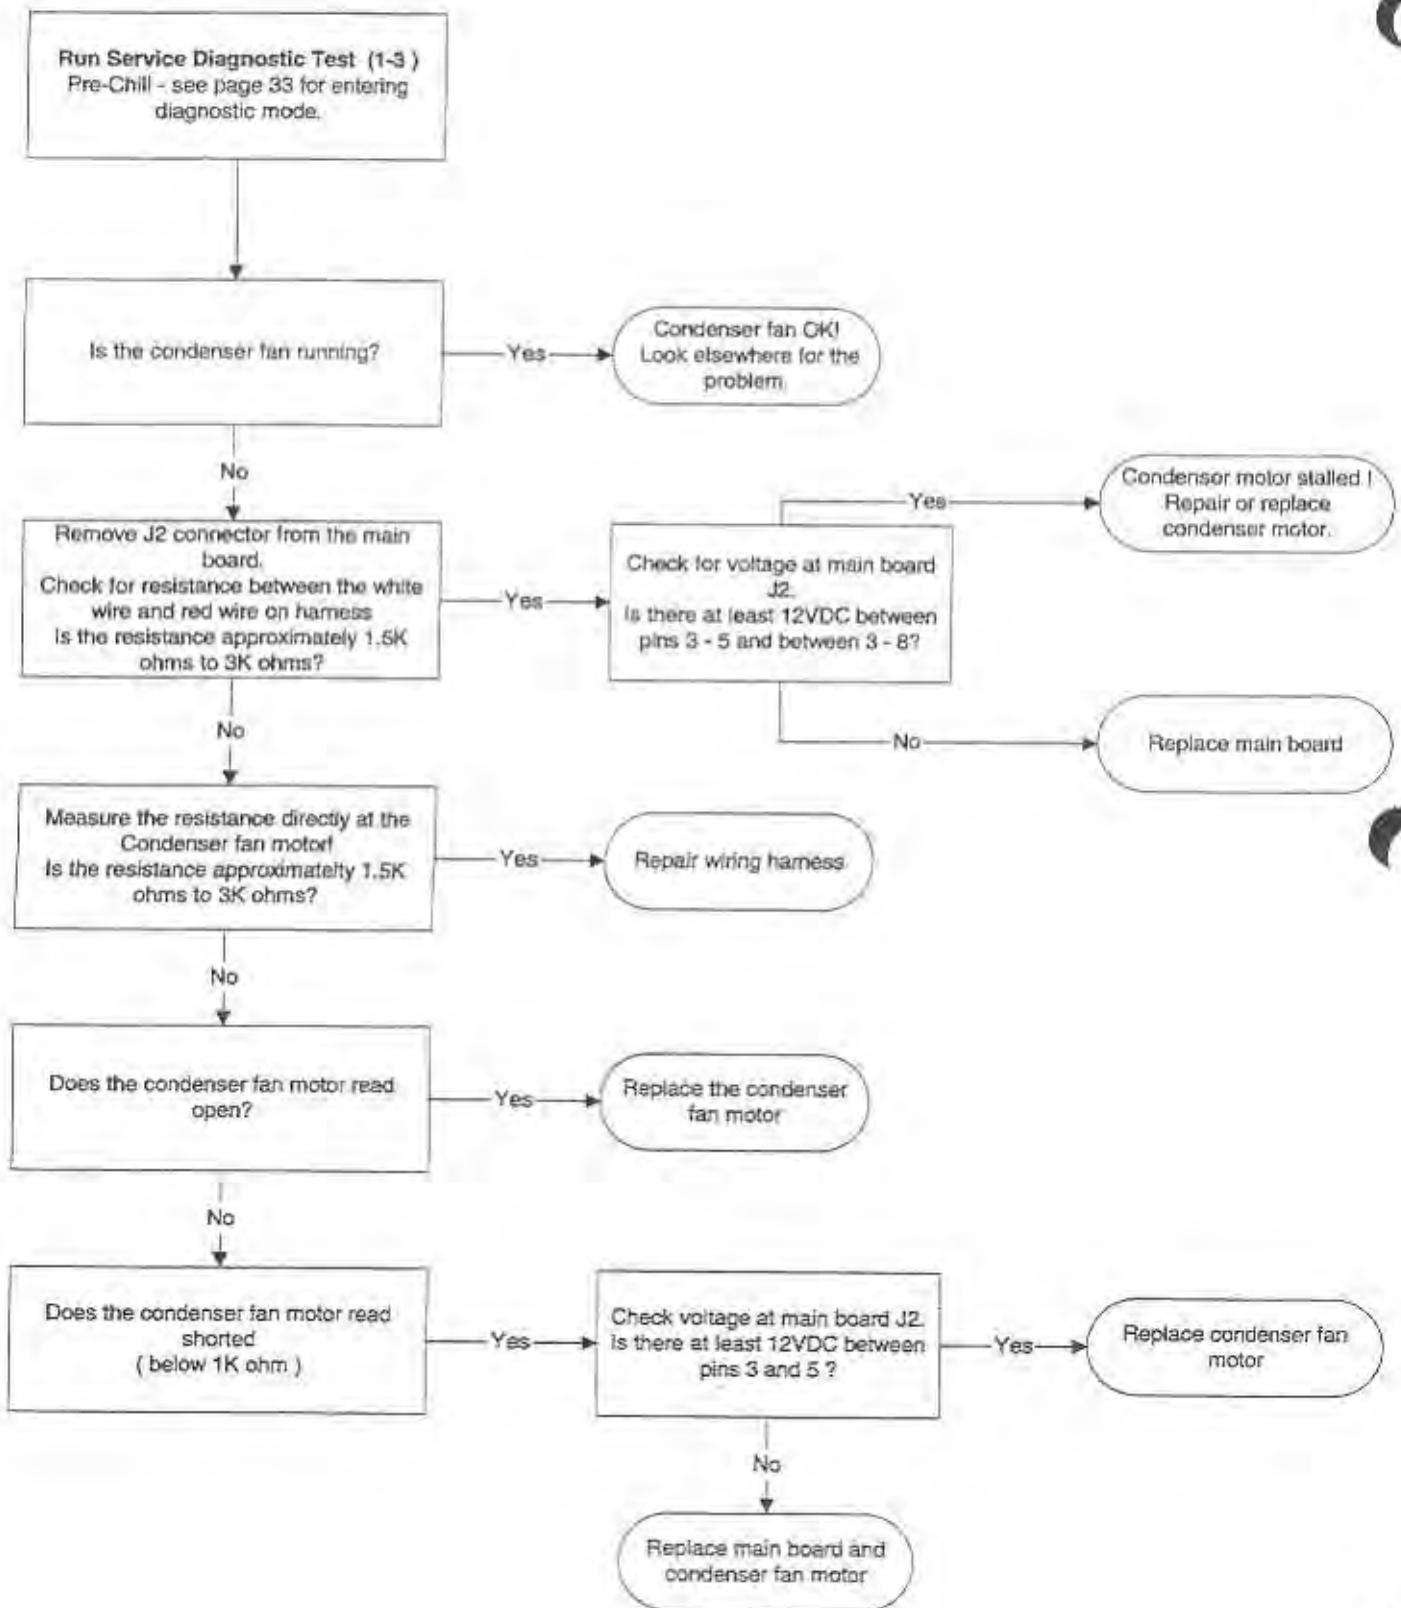 Run Service Diagnostic Test (1-3 )
Pre-Chill - see page 33 for entering
diagnostic mode.
Is the condenser fan running?
Yes
Condenser fan OK!
Look elsewhere for the
problem.
No
Remove J2 connector from the main
board.
Check for resistance between the white
wire and red wire on harness
Is the resistance approximately 1.5K
ohms to 3K ohms?
Yes
Check for voltage at main board
J2.
Is there at least 12VDC between
pins 3 - 5 and between 3 - 8?
Yes
Condensor motor stalled !
Repair or replace
condenser motor.
No
Replace main board
No
Measure the resistance directly at the
Condenser fan motor!
Is the resistance approximatelty 1.5K
ohms to 3K ohms?
Yes
Repair wiring harness
No
Does the condenser fan motor read
open?
Yes
Replace the condenser
fan motor
No
Does the condenser fan motor read
shorted
( below 1K ohm )
Yes
Check voltage at main board J2.
Is there at least 12VDC between
pins 3 and 5 ?
Yes
Replace condenser fan
motor
No
Replace main board and
condenser fan motor